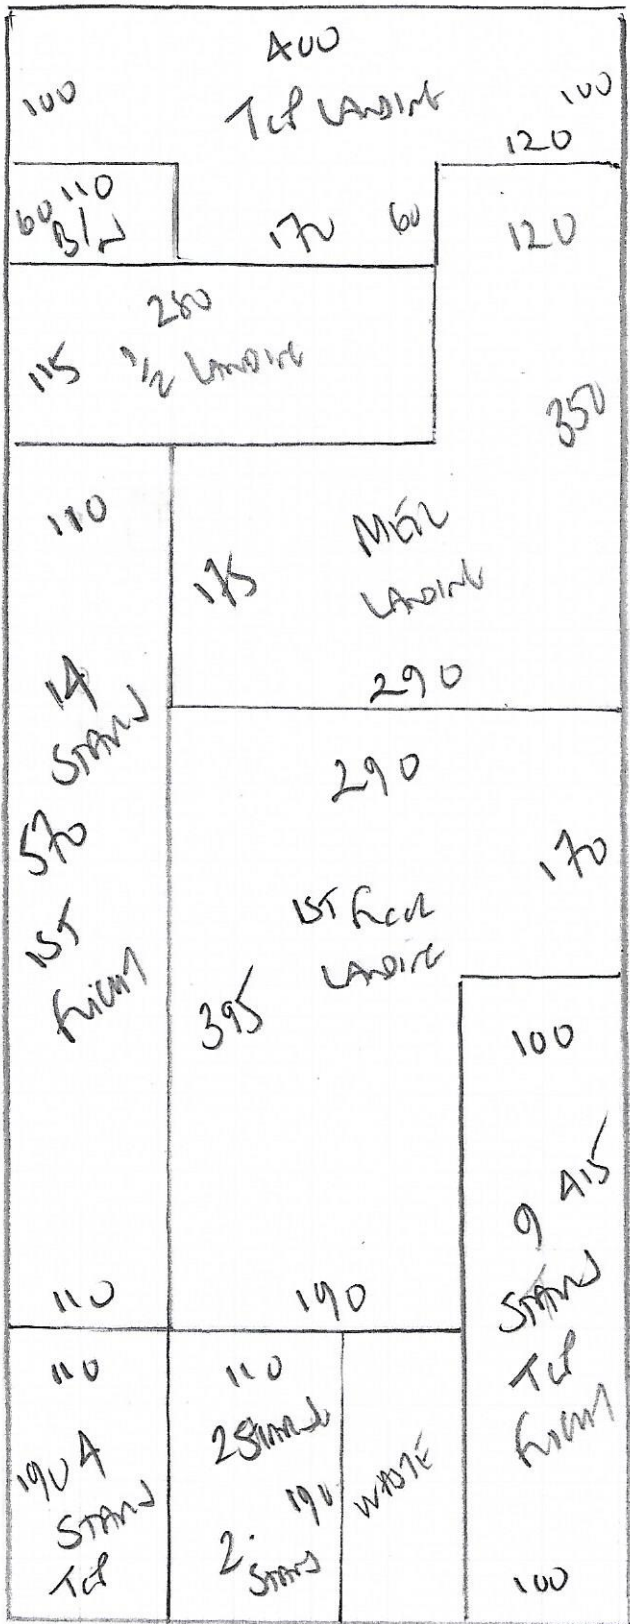 400
100 TOP LANDING 100
120
60 110
B/W
170 60
120
280
115 1/2 LANDING
350
110
175
MEZZ
LANDING
290
14
STAIRS
570
1ST
FLIGHT
290
170
1ST FLOOR
LANDING
395
100
9 415
STAIRS
TOP
FLIGHT
110
190
110
190 4
STAIRS
TOP
110
2 STAIRS
190
2
STAIRS
WASTE
100